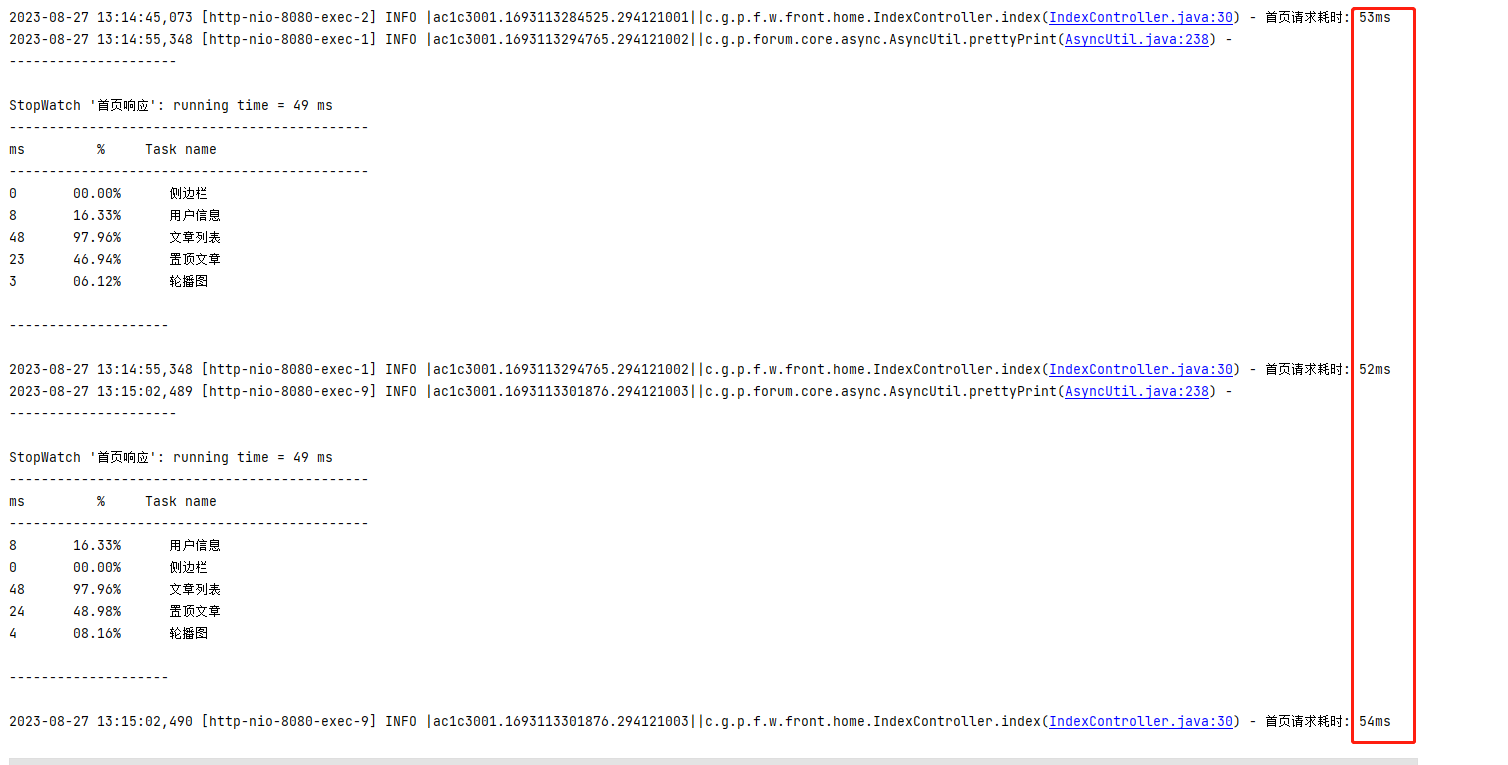 2023-08-27 13:14:45,073 [http-nio-8080-exec-2] INFO |ac1c3001.1693113284525.294121001||c.g.p.f.w.front.home.IndexController.index(IndexController.java:30) - 首页请求耗时: 53ms
2023-08-27 13:14:55,348 [http-nio-8080-exec-1] INFO |ac1c3001.1693113294765.294121002||c.g.p.forum.core.async.AsyncUtil.prettyPrint(AsyncUtil.java:238) -
---------------------
StopWatch '首页响应': running time = 49 ms
---------------------------------------------
ms % Task name
---------------------------------------------
0 00.00% 侧边栏
8 16.33% 用户信息
48 97.96% 文章列表
23 46.94% 置顶文章
3 06.12% 轮播图
--------------------
2023-08-27 13:14:55,348 [http-nio-8080-exec-1] INFO |ac1c3001.1693113294765.294121002||c.g.p.f.w.front.home.IndexController.index(IndexController.java:30) - 首页请求耗时: 52ms
2023-08-27 13:15:02,489 [http-nio-8080-exec-9] INFO |ac1c3001.1693113301876.294121003||c.g.p.forum.core.async.AsyncUtil.prettyPrint(AsyncUtil.java:238) -
---------------------
StopWatch '首页响应': running time = 49 ms
---------------------------------------------
ms % Task name
---------------------------------------------
8 16.33% 用户信息
0 00.00% 侧边栏
48 97.96% 文章列表
24 48.98% 置顶文章
4 08.16% 轮播图
--------------------
2023-08-27 13:15:02,490 [http-nio-8080-exec-9] INFO |ac1c3001.1693113301876.294121003||c.g.p.f.w.front.home.IndexController.index(IndexController.java:30) - 首页请求耗时: 54ms